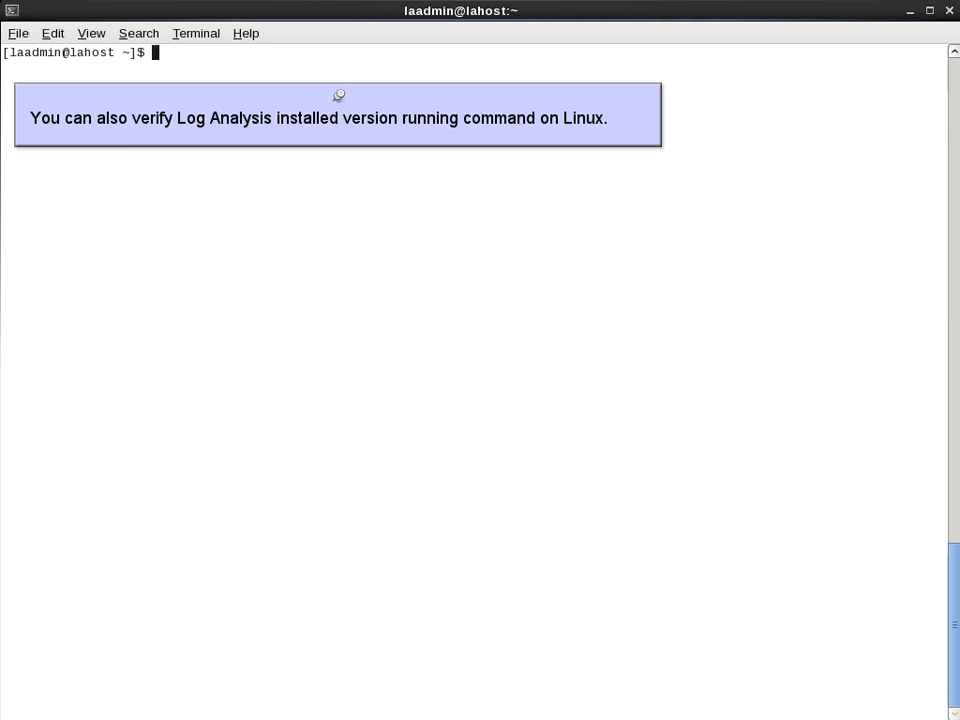 laadmin@lahost:~
File Edit View Search Terminal Help
[laadmin@lahost ~]$
You can also verify Log Analysis installed version running command on Linux.